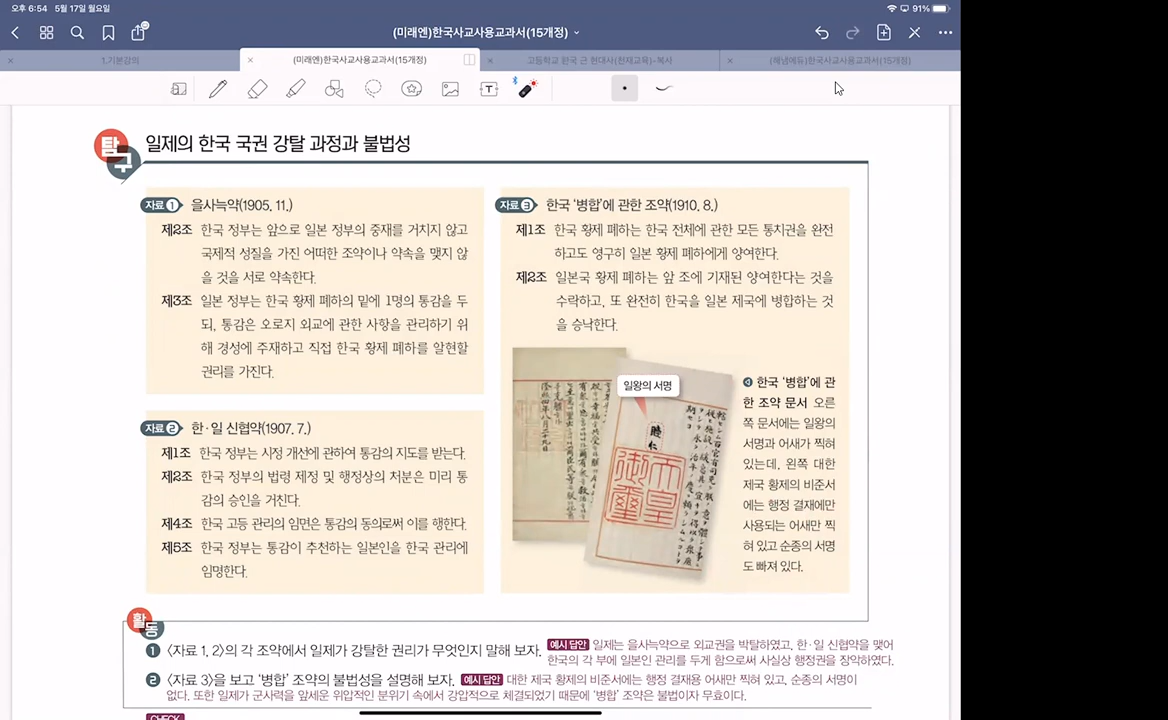 오후 6:54 5월 17일 월요일
91%
(미래엔)한국사교사용교과서(15개정)
1.기본강의
(미래엔)한국사교사용교과서(15개정)
고등학교 한국 근 현대사(천재교육)-복사
(해냄에듀)한국사교사용교과서(15개정)
탐구 일제의 한국 국권 강탈 과정과 불법성
자료 1 을사늑약(1905. 11.)
제2조 한국 정부는 앞으로 일본 정부의 중재를 거치지 않고
국제적 성질을 가진 어떠한 조약이나 약속을 맺지 않
을 것을 서로 약속한다.
제3조 일본 정부는 한국 황제 폐하의 밑에 1명의 통감을 두
되, 통감은 오로지 외교에 관한 사항을 관리하기 위
해 경성에 주재하고 직접 한국 황제 폐하를 알현할
권리를 가진다.
자료 2 한·일 신협약(1907. 7.)
제1조 한국 정부는 시정 개선에 관하여 통감의 지도를 받는다.
제2조 한국 정부의 법령 제정 및 행정상의 처분은 미리 통
감의 승인을 거친다.
제4조 한국 고등 관리의 임면은 통감의 동의로써 이를 행한다.
제5조 한국 정부는 통감이 추천하는 일본인을 한국 관리에
임명한다.
자료 3 한국 '병합'에 관한 조약(1910. 8.)
제1조 한국 황제 폐하는 한국 전체에 관한 모든 통치권을 완전
하고도 영구히 일본 황제 폐하에게 양여한다.
제2조 일본국 황제 폐하는 앞 조에 기재된 양여한다는 것을
수락하고, 또 완전히 한국을 일본 제국에 병합하는 것
을 승낙한다.
일왕의 서명
睦仁
天皇
御璽
한국 '병합'에 관
한 조약 문서 오른
쪽 문서에는 일왕의
서명과 어새가 찍혀
있는데, 왼쪽 대한
제국 황제의 비준서
에는 행정 결재에만
사용되는 어새만 찍
혀 있고 순종의 서명
도 빠져 있다.
활동
1 〈자료 1, 2〉의 각 조약에서 일제가 강탈한 권리가 무엇인지 말해 보자. 예시 답안 일제는 을사늑약으로 외교권을 박탈하였고, 한·일 신협약을 맺어
한국의 각 부에 일본인 관리를 두게 함으로써 사실상 행정권을 장악하였다.
2 〈자료 3〉을 보고 '병합' 조약의 불법성을 설명해 보자. 예시 답안 대한 제국 황제의 비준서에는 행정 결재용 어새만 찍혀 있고, 순종의 서명이
없다. 또한 일제가 군사력을 앞세운 위압적인 분위기 속에서 강압적으로 체결되었기 때문에 '병합' 조약은 불법이자 무효이다.
CHECK